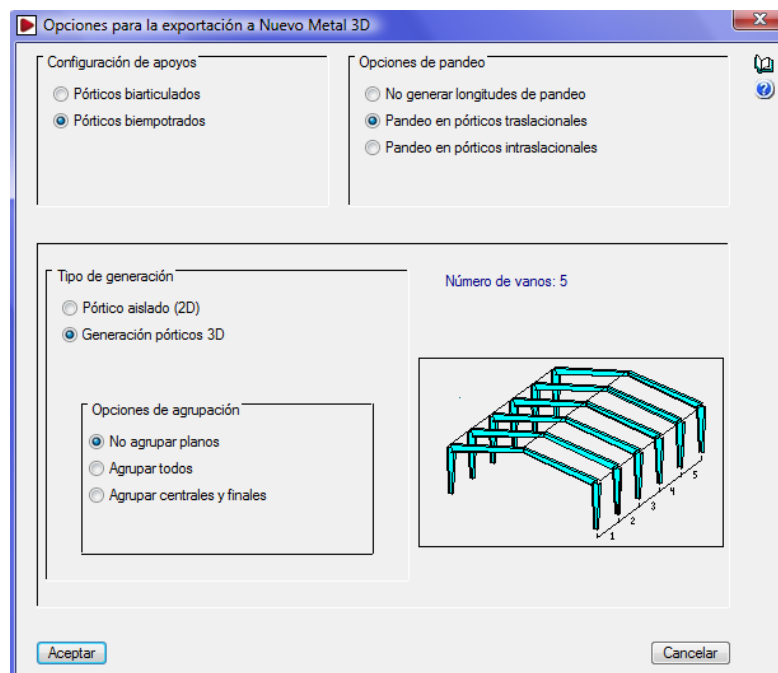 Opciones para la exportación a Nuevo Metal 3D
Configuración de apoyos
Pórticos biarticulados
Pórticos biempotrados
Opciones de pandeo
No generar longitudes de pandeo
Pandeo en pórticos traslacionales
Pandeo en pórticos intraslacionales
Tipo de generación
Pórtico aislado (2D)
Generación pórticos 3D
Opciones de agrupación
No agrupar planos
Agrupar todos
Agrupar centrales y finales
Número de vanos: 5
1
2
3
4
5
Aceptar
Cancelar